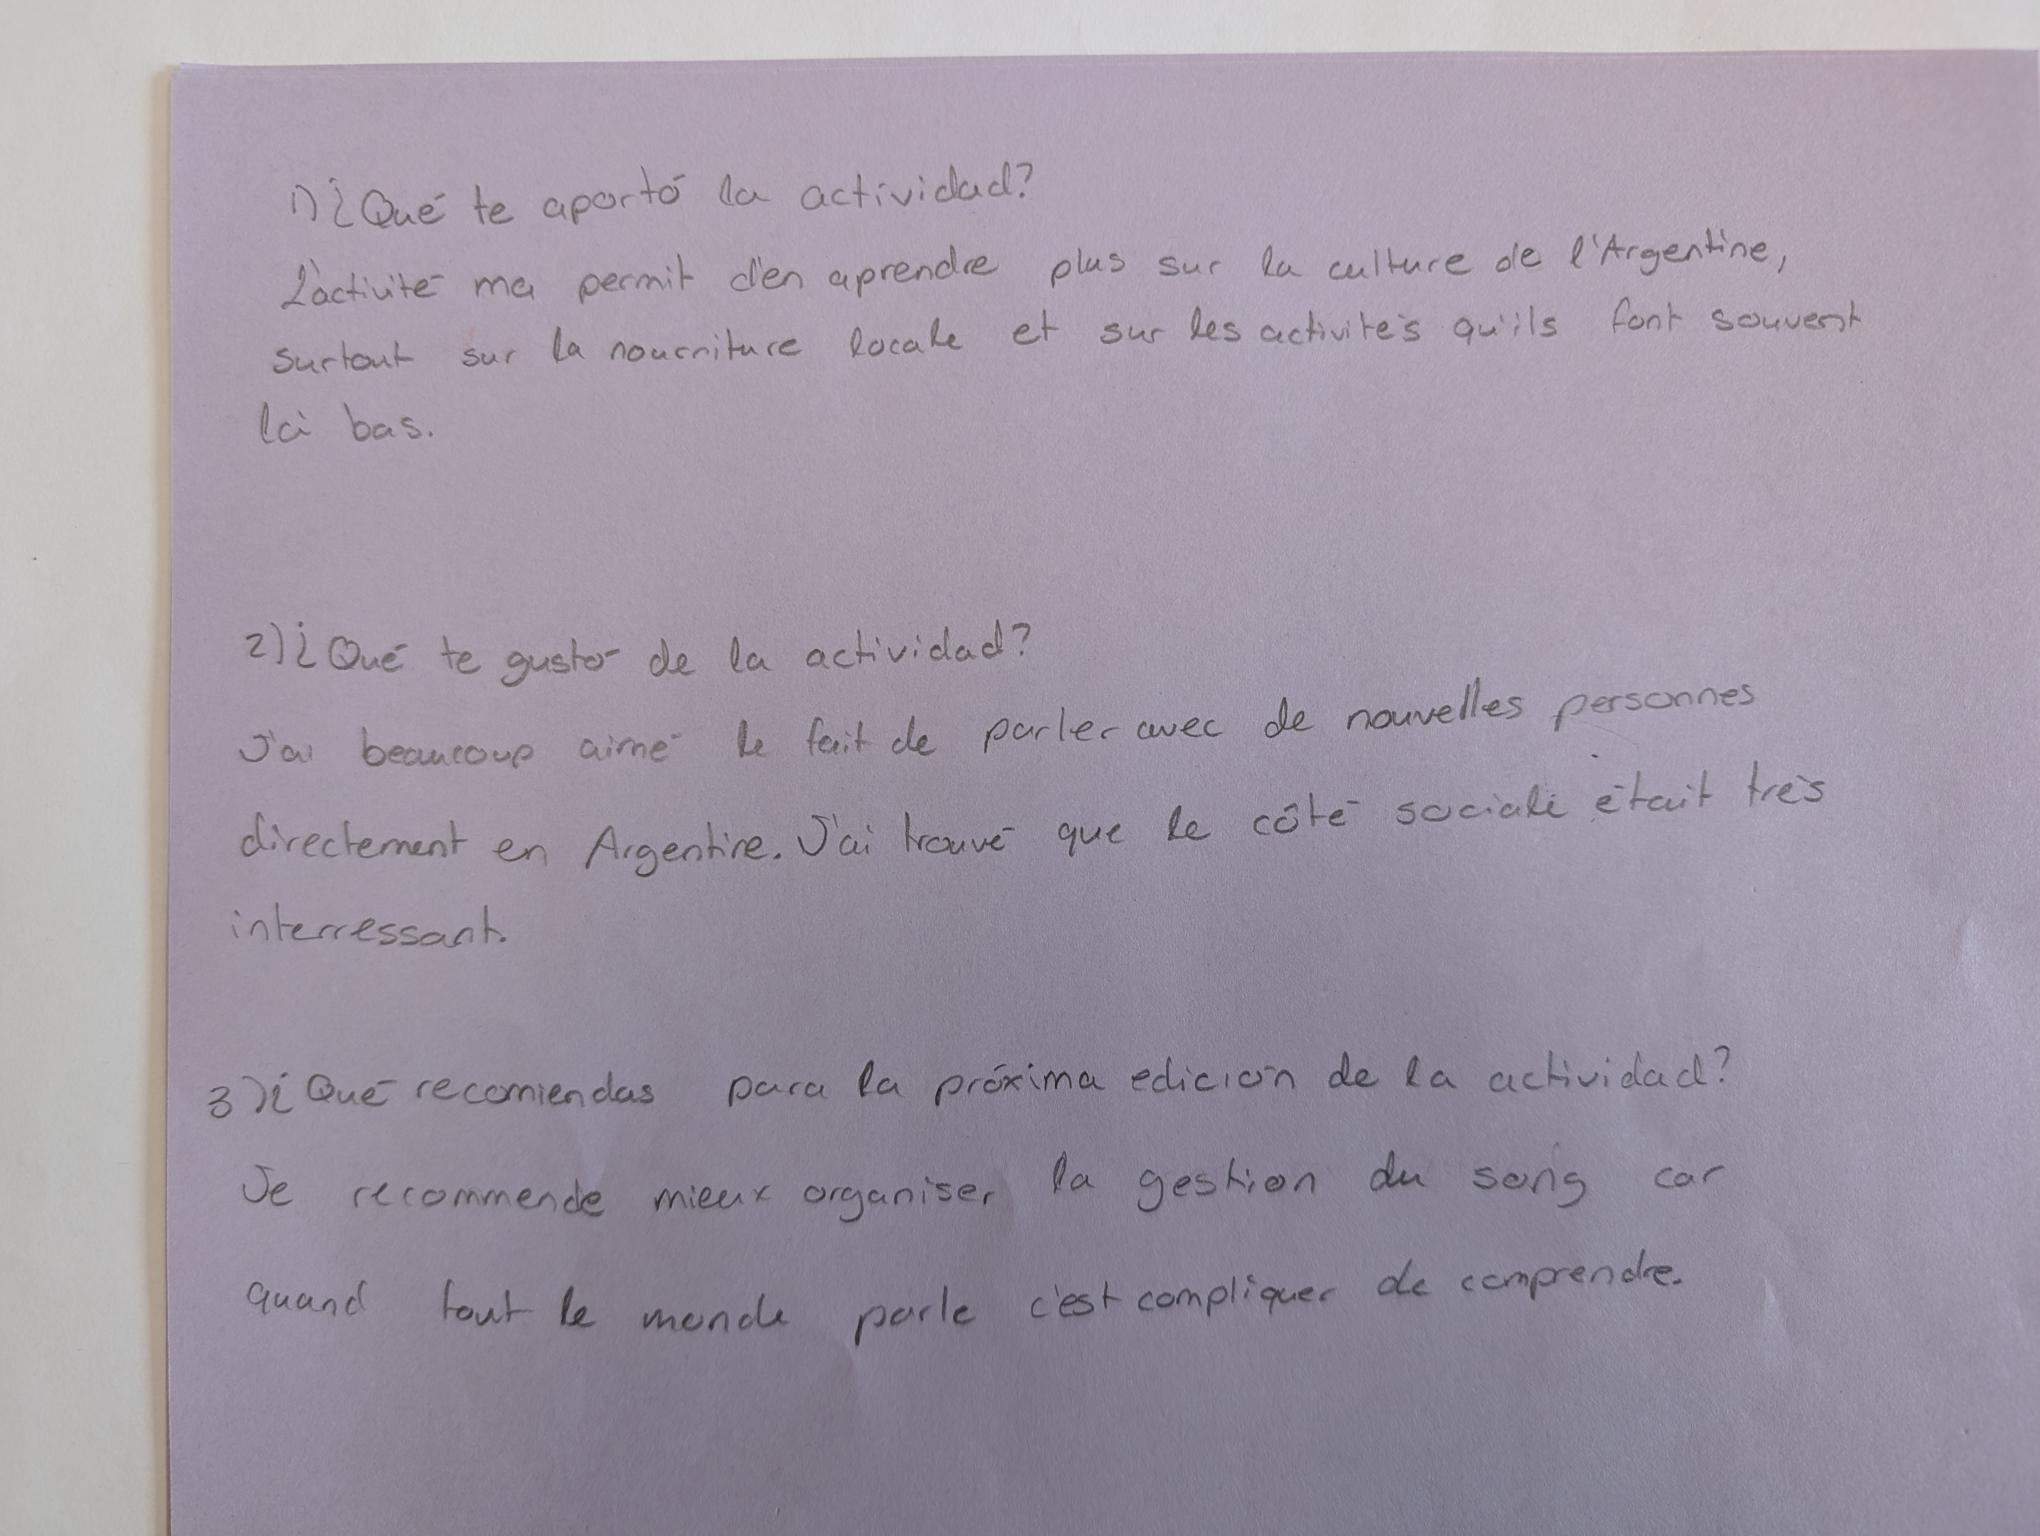 1) ¿Qué te aportó la actividad?
L'activité ma permit d'en aprendre plus sur la culture de l'Argentine,
surtout sur la nourriture locale et sur les activités qu'ils font souvent
là bas.
2) ¿Qué te gustó de la actividad?
J'ai beaucoup aimé le fait de parler avec de nouvelles personnes
directement en Argentine. J'ai trouvé que le côté sociale était très
interressant.
3) ¿Qué recomiendas para la próxima edición de la actividad?
Je recommende mieux organiser la gestion du song car
quand tout le monde parle c'est compliquer de comprendre.